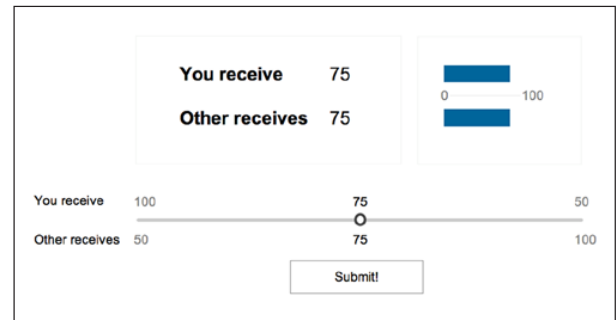 You receive 75
Other receives 75
0 100
You receive 100 75 50
Other receives 50 75 100
Submit!